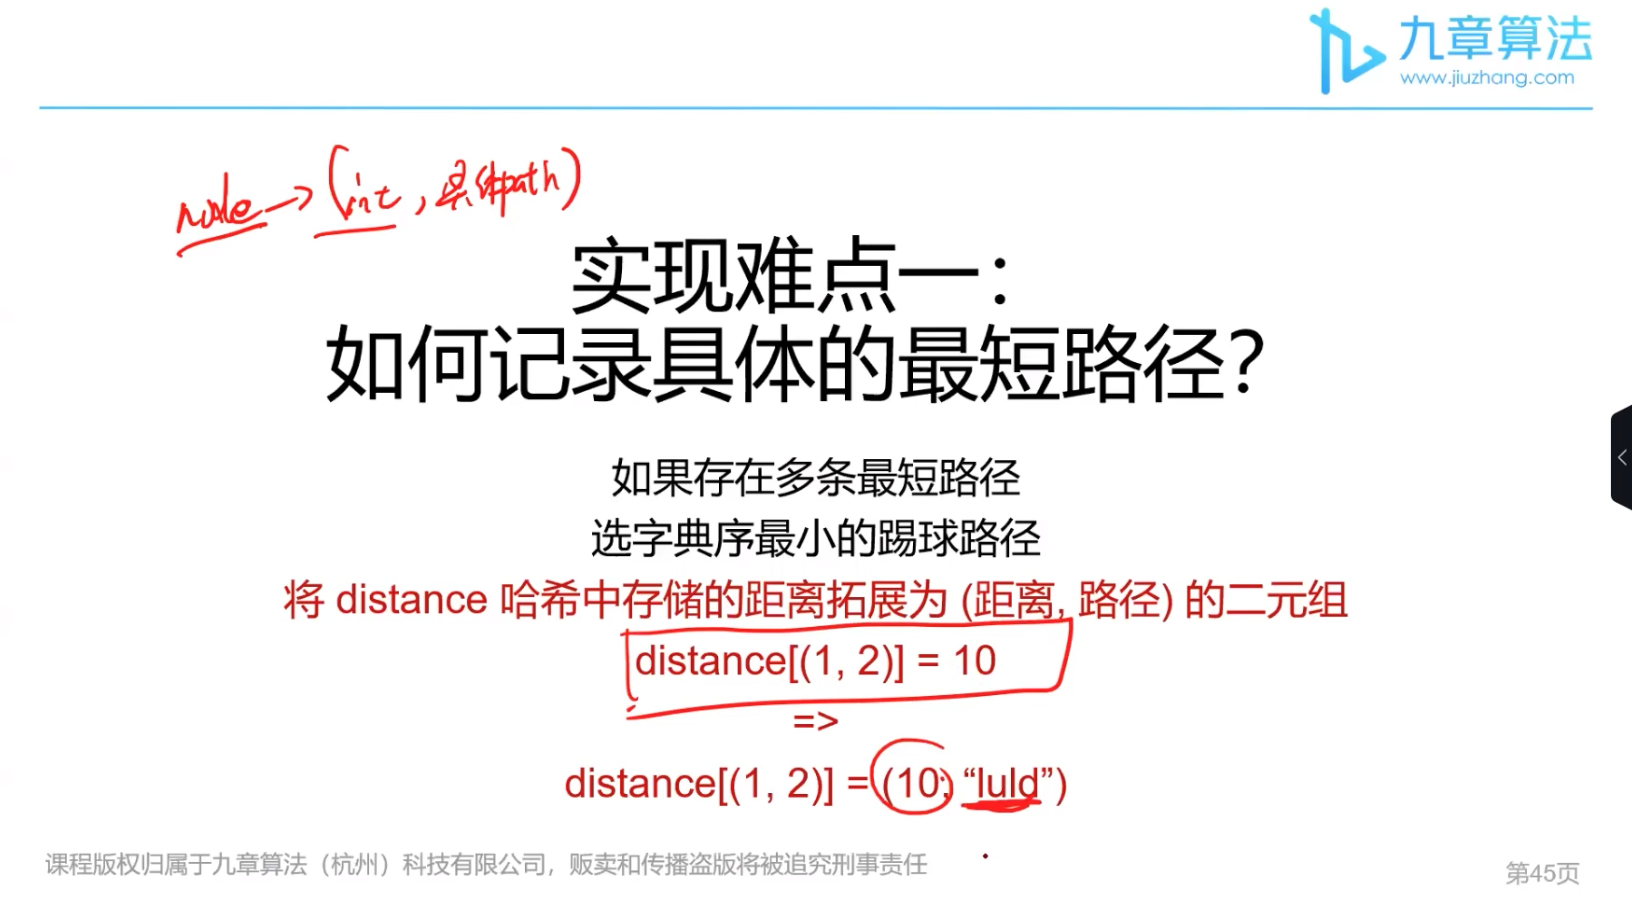 九章算法
www.jiuzhang.com
node → (int, 具体path)
实现难点一：
如何记录具体的最短路径？
如果存在多条最短路径
选字典序最小的踢球路径
将 distance 哈希中存储的距离拓展为 (距离, 路径) 的二元组
distance[(1, 2)] = 10
=>
distance[(1, 2)] = (10, “luld”)
课程版权归属于九章算法（杭州）科技有限公司，贩卖和传播盗版将被追究刑事责任
第45页